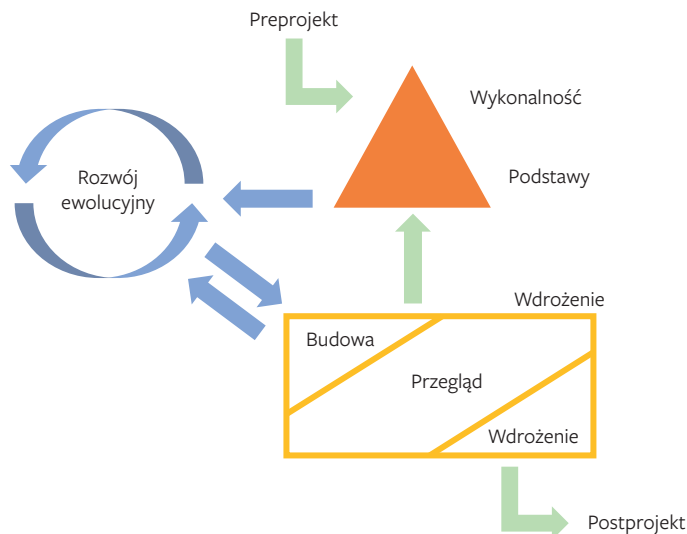 Preprojekt
Wykonalność
Podstawy
Rozwój
ewolucyjny
Wdrożenie
Budowa
Przegląd
Wdrożenie
Postprojekt